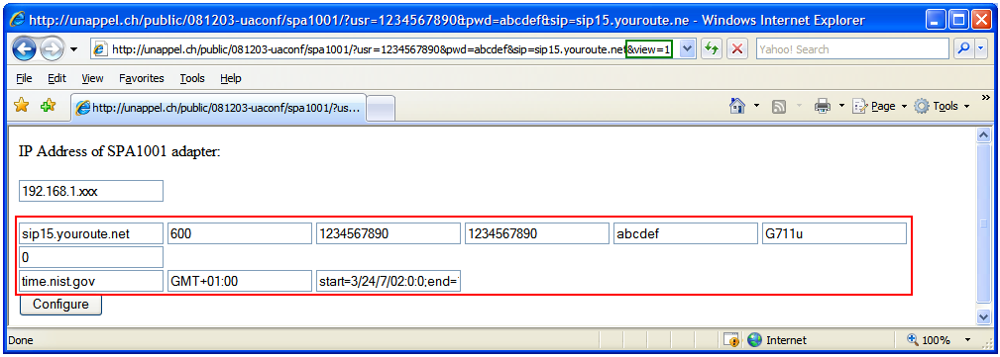 http://unappel.ch/public/081203-uaconf/spa1001/?usr=1234567890&pwd=abcdef&sip=sip15.youroute.ne - Windows Internet Explorer
http://unappel.ch/public/081203-uaconf/spa1001/?usr=1234567890&pwd=abcdef&sip=sip15.youroute.net&view=1 Yahoo! Search
File Edit View Favorites Tools Help
http://unappel.ch/public/081203-uaconf/spa1001/?us... Page Tools »
IP Address of SPA1001 adapter:
192.168.1.xxx
sip15.youroute.net 600 1234567890 1234567890 abcdef G711u
0
time.nist.gov GMT+01:00 start=3/24/7/02:0:0;end=
Configure
Done Internet 100%